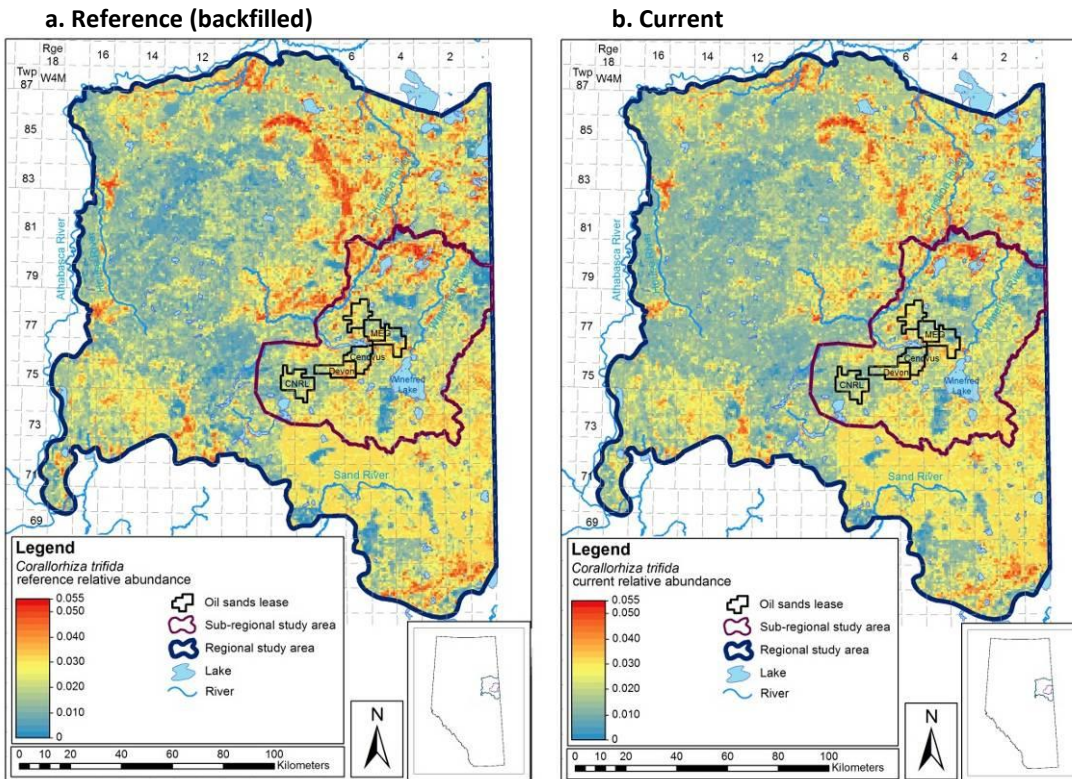 a. Reference (backfilled)
Rge
18 16 14 12 10 8 6 4 2
Twp W4M
87
85
83
81
79
77
75
73
71
69
Athabasca River
MEG
Cenovus
Devon
CNRL
Winefred
Lake
Sand River
Legend
Corallorhiza trifida
reference relative abundance
0.055
0.050
0.040
0.030
0.020
0.010
0
Oil sands lease
Sub-regional study area
Regional study area
Lake
River
N
0 10 20 40 60 80 100
Kilometers
b. Current
Rge
18 16 14 12 10 8 6 4 2
Twp W4M
87
85
83
81
79
77
75
73
71
69
Athabasca River
MEG
Cenovus
Devon
CNRL
Winefred
Lake
Sand River
Legend
Corallorhiza trifida
current relative abundance
0.055
0.050
0.040
0.030
0.020
0.010
0
Oil sands lease
Sub-regional study area
Regional study area
Lake
River
N
0 10 20 40 60 80 100
Kilometers